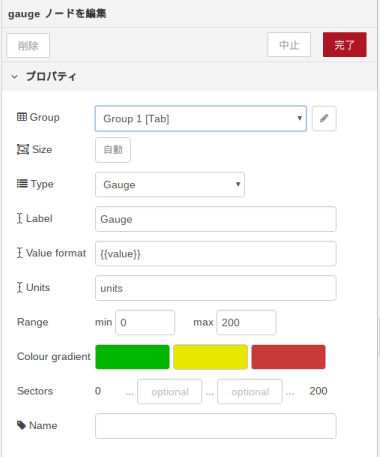 gauge ノードを編集
削除 中止 完了
プロパティ
Group Group 1 [Tab]
Size 自動
Type Gauge
Label Gauge
Value format {{value}}
Units units
Range min 0 max 200
Colour gradient
Sectors 0 ... optional ... optional ... 200
Name